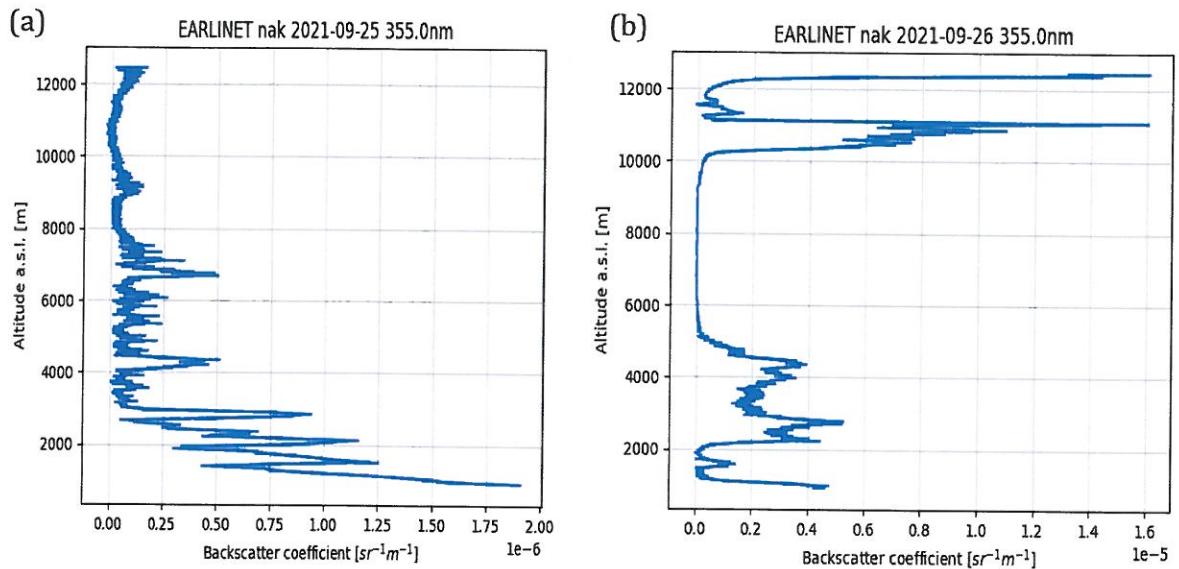 (a)
EARLINET nak 2021-09-25 355.0nm
Altitude a.s.l. [m]
12000
10000
8000
6000
4000
2000
0.00 0.25 0.50 0.75 1.00 1.25 1.50 1.75 2.00
1e-6
Backscatter coefficient [sr⁻¹m⁻¹]
(b)
EARLINET nak 2021-09-26 355.0nm
Altitude a.s.l. [m]
12000
10000
8000
6000
4000
2000
0.0 0.2 0.4 0.6 0.8 1.0 1.2 1.4 1.6
1e-5
Backscatter coefficient [sr⁻¹m⁻¹]